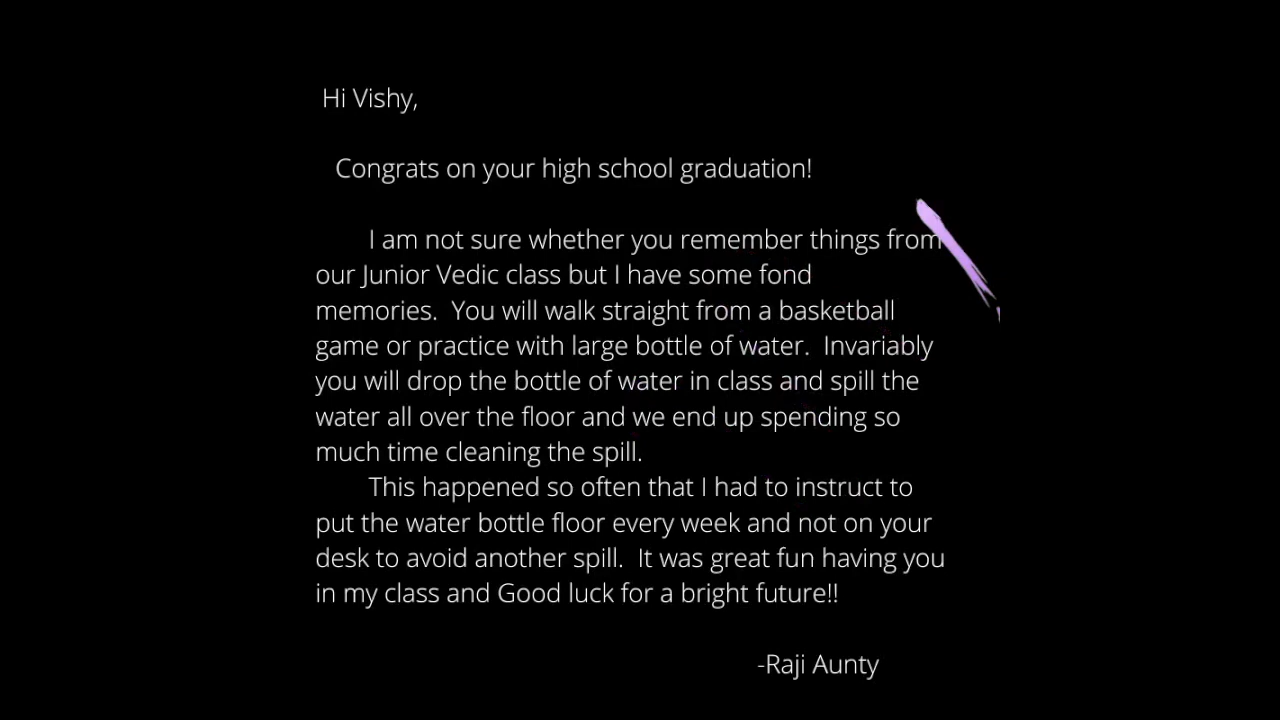 Hi Vishy,
Congrats on your high school graduation!
I am not sure whether you remember things from
our Junior Vedic class but I have some fond
memories. You will walk straight from a basketball
game or practice with large bottle of water. Invariably
you will drop the bottle of water in class and spill the
water all over the floor and we end up spending so
much time cleaning the spill.
This happened so often that I had to instruct to
put the water bottle floor every week and not on your
desk to avoid another spill. It was great fun having you
in my class and Good luck for a bright future!!
-Raji Aunty